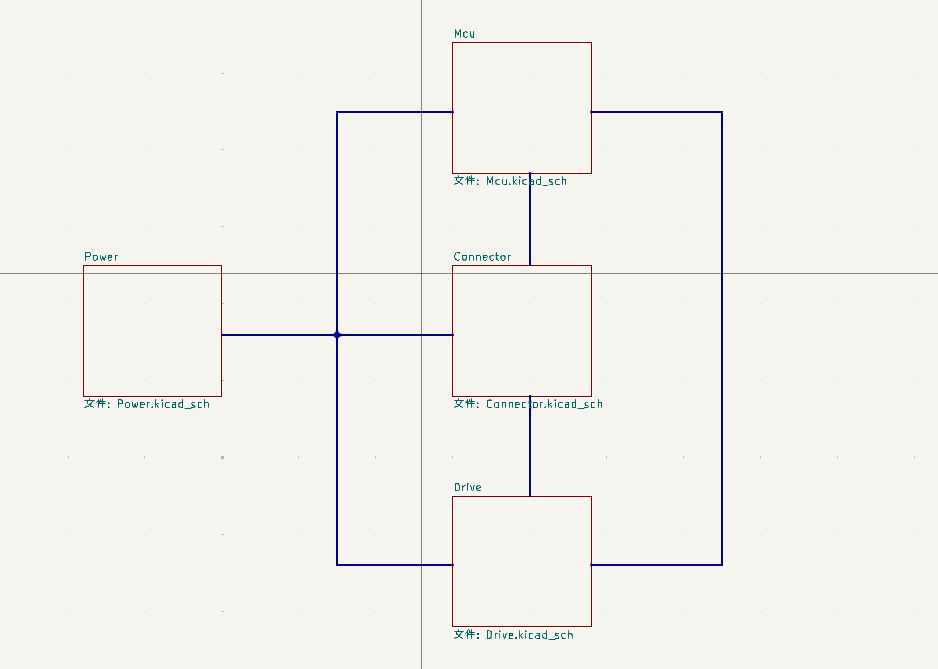 Mcu
文件: Mcu.kicad_sch
Power
Connector
文件: Power.kicad_sch
文件: Connector.kicad_sch
Drive
文件: Drive.kicad_sch